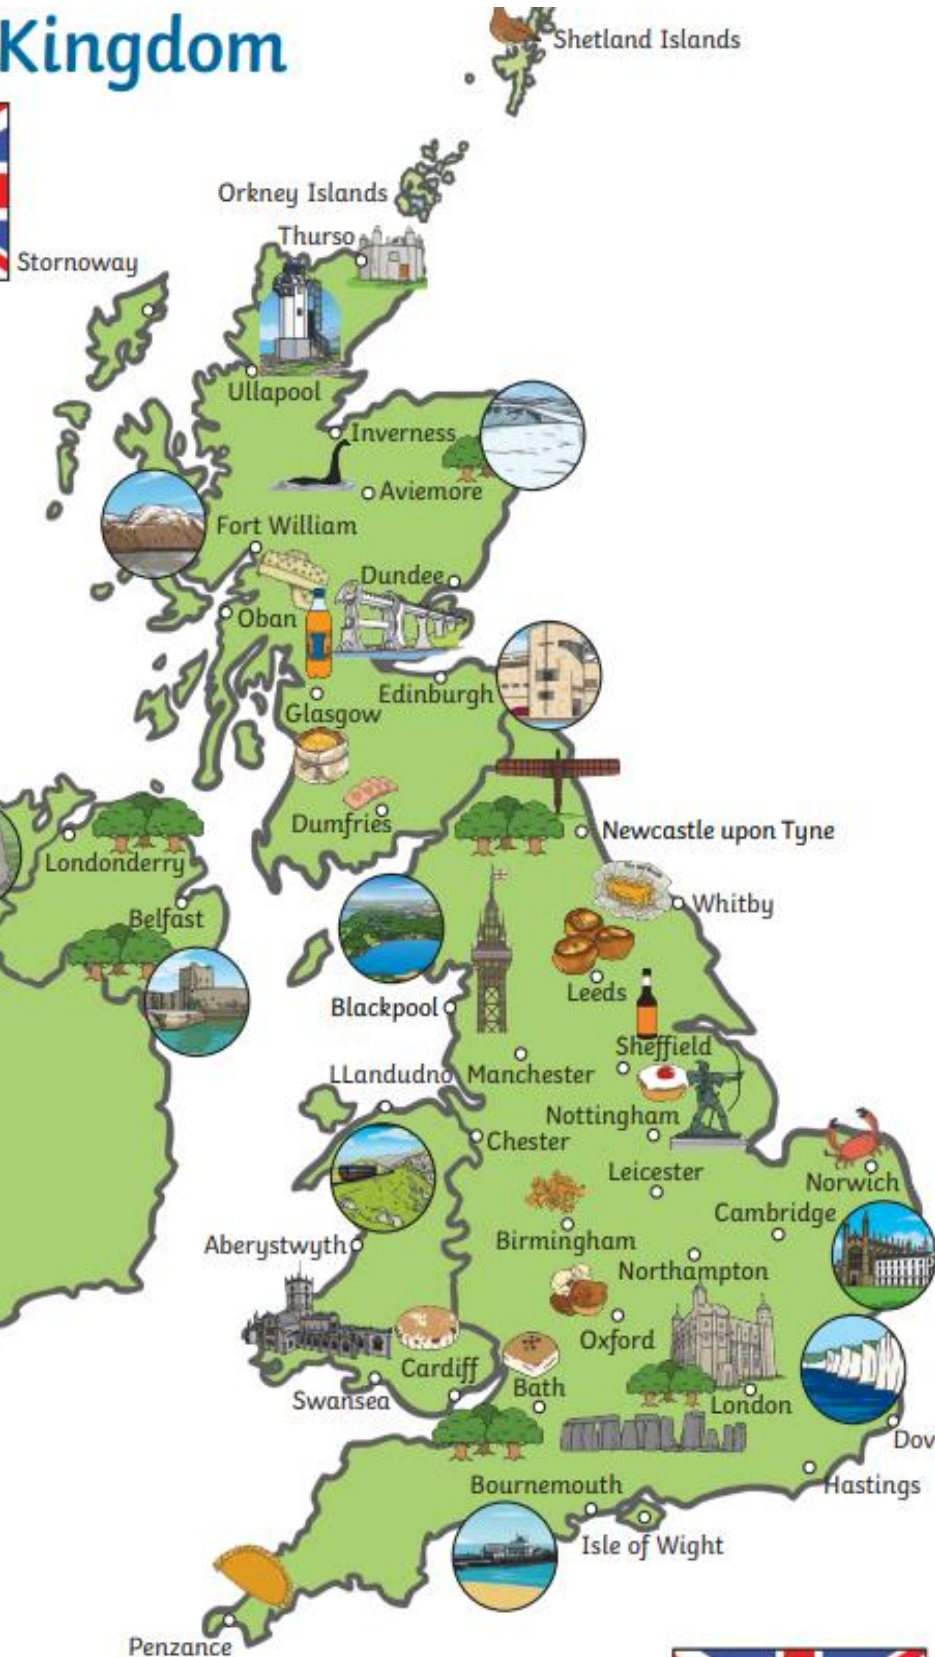 Kingdom
Shetland Islands
Orkney Islands
Thurso
Stornoway
Ullapool
Inverness
Aviemore
Fort William
Dundee
Oban
Edinburgh
Glasgow
Dumfries
Newcastle upon Tyne
Londonderry
Whitby
Belfast
Leeds
Blackpool
Sheffield
LLandudno
Manchester
Nottingham
Chester
Leicester
Norwich
Cambridge
Aberystwyth
Birmingham
Northampton
Oxford
Cardiff
Bath
Swansea
London
Dov
Bournemouth
Hastings
Isle of Wight
Penzance